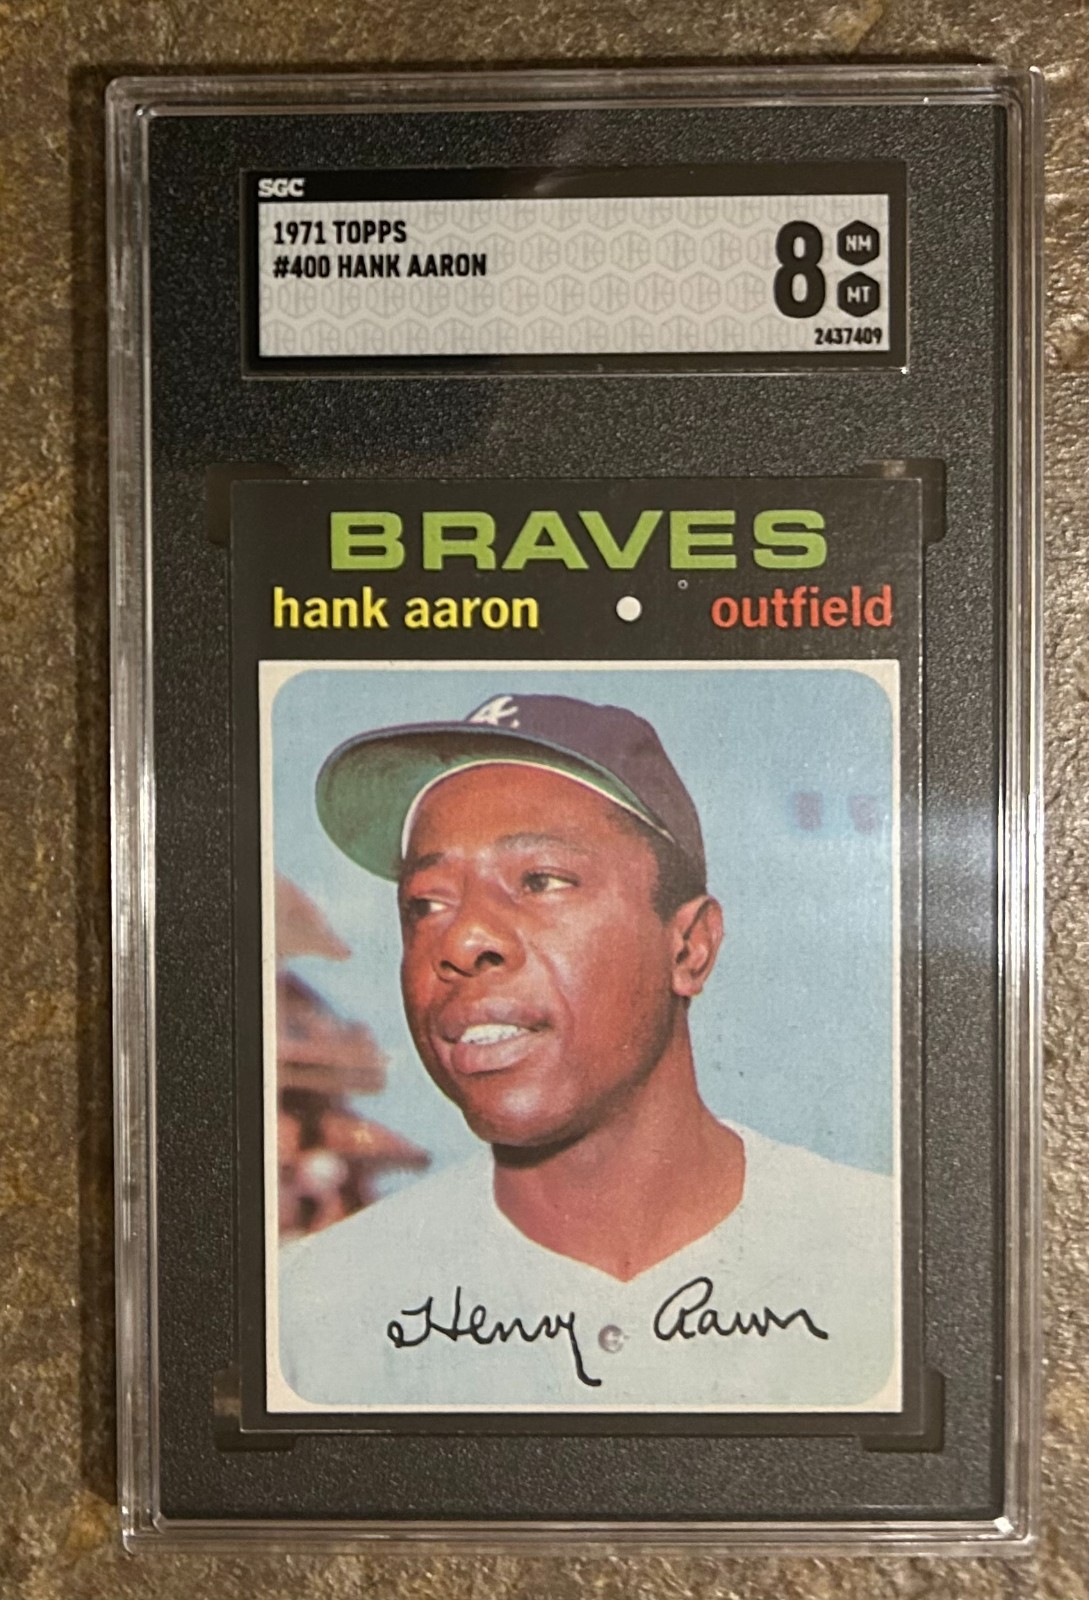 SGC
1971 TOPPS
#400 HANK AARON
8 NM
MT
2437409
BRAVES
hank aaron • outfield
A
Henry Aaron